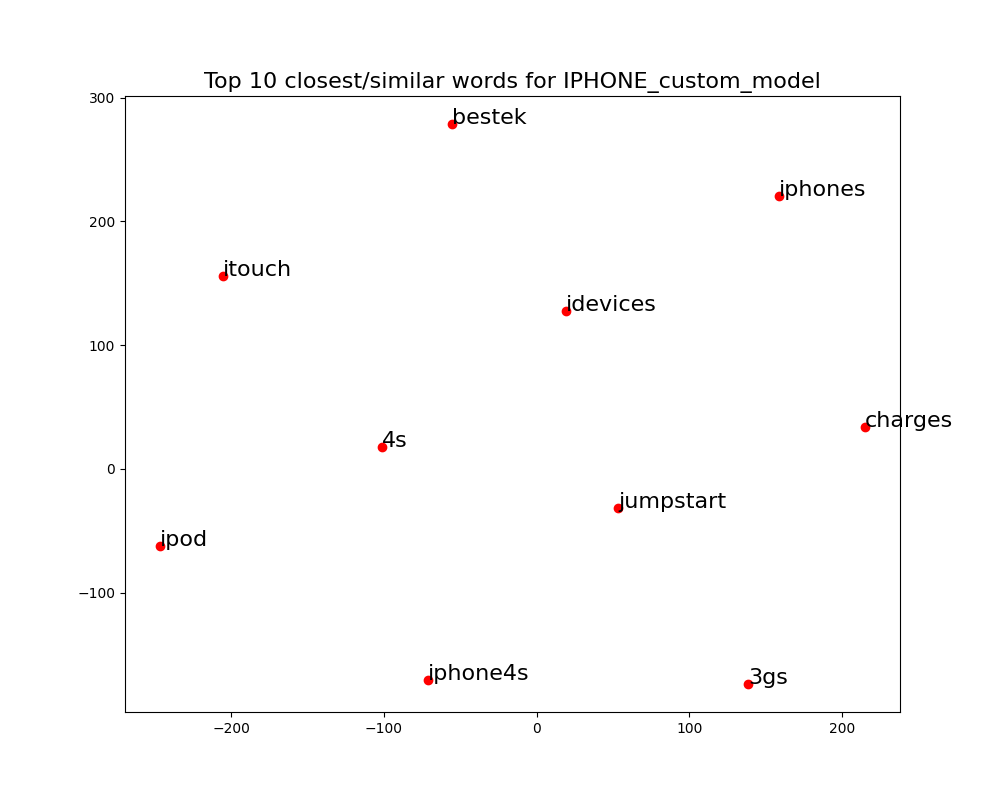 Top 10 closest/similar words for IPHONE_custom_model
300
bestek
iphones
200
itouch
idevices
100
charges
4s
0
jumpstart
ipod
−100
iphone4s
3gs
−200
−100
0
100
200